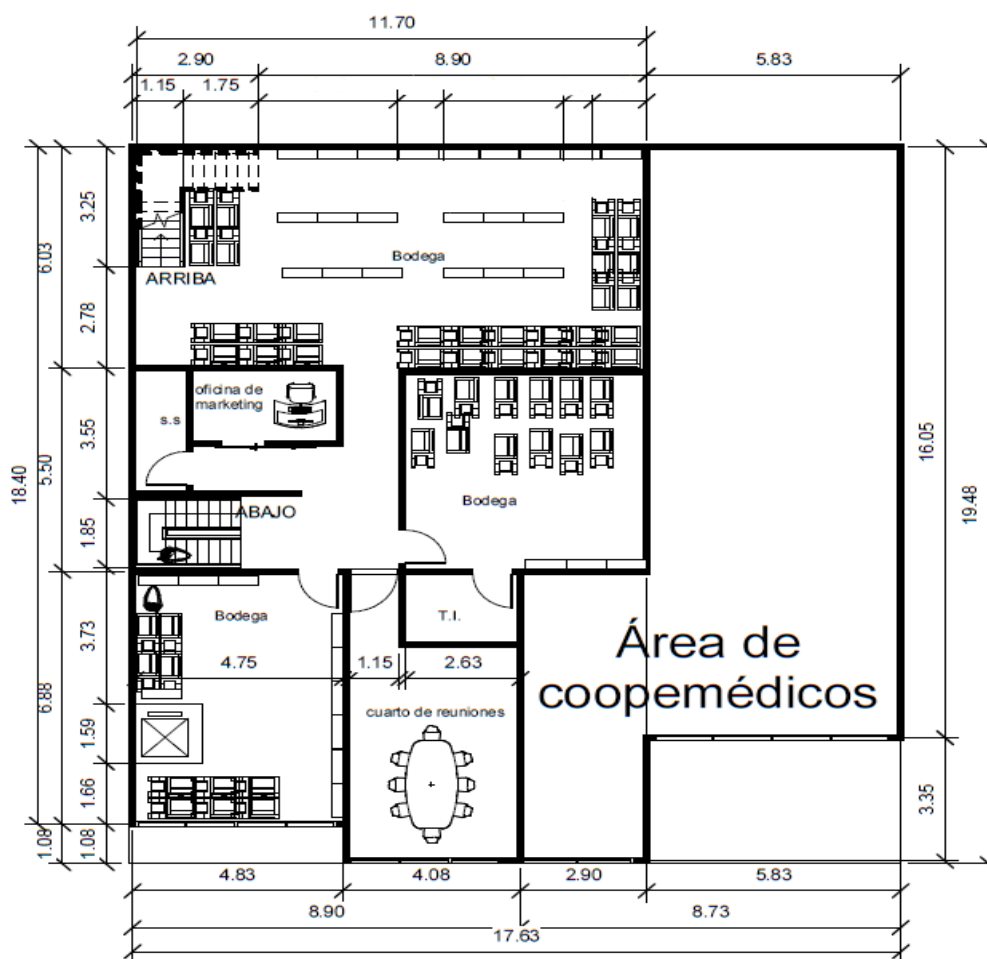 11.70
2.90
8.90
5.83
1.15
1.75
3.25
6.03
Bodega
ARRIBA
2.78
oficina de
marketing
s.s
3.55
5.50
18.40
16.05
19.48
Bodega
ABAJO
1.85
Bodega
T.I.
3.73
Área de
coopemédicos
4.75
1.15
2.63
6.88
cuarto de reuniones
1.59
1.66
3.35
1.08
1.08
4.83
4.08
2.90
5.83
8.90
8.73
17.63